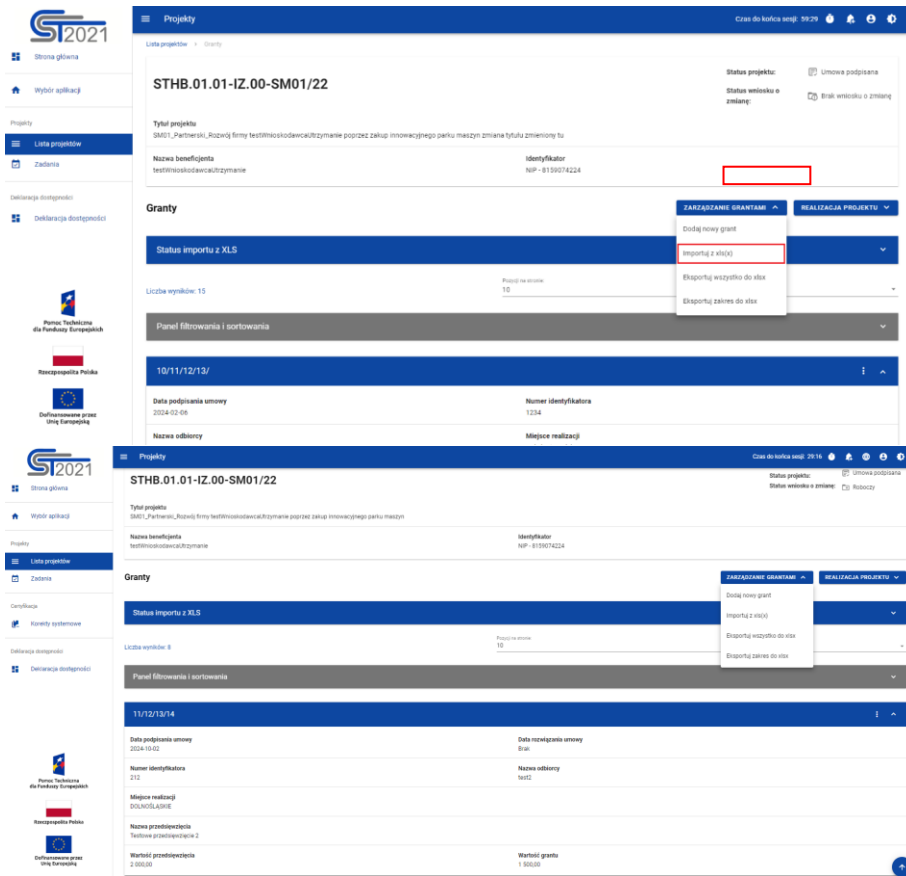 ST2021
Projekty
Czas do końca sesji: 59:29
Strona główna
Wybór aplikacji
Projekty
Lista projektów
Zadania
Deklaracja dostępności
Deklaracja dostępności
Pomoc Techniczna
dla Funduszy Europejskich
Rzeczpospolita Polska
Dofinansowane przez
Unię Europejską
Lista projektów > Granty
STHB.01.01-IZ.00-SM01/22
Status projektu: Umowa podpisana
Status wniosku o zmianę: Brak wniosku o zmianę
Tytuł projektu
SM01_Partnerski_Rozwój firmy testWnioskodawcaUtrzymanie poprzez zakup innowacyjnego parku maszyn zmiana tytułu zmieniony tu
Nazwa beneficjenta
testWnioskodawcaUtrzymanie
Identyfikator
NIP - 8159074224
Granty
ZARZĄDZANIE GRANTAMI
REALIZACJA PROJEKTU
Dodaj nowy grant
Importuj z xls(x)
Eksportuj wszystko do xlsx
Eksportuj zakres do xlsx
Status importu z XLS
Liczba wyników: 15
Pozycji na stronie
10
Panel filtrowania i sortowania
10/11/12/13/
Data podpisania umowy
2024-02-06
Numer identyfikatora
1234
Nazwa odbiorcy
Miejsce realizacji
ST2021
Projekty
Czas do końca sesji: 29:16
Strona główna
Wybór aplikacji
Projekty
Lista projektów
Zadania
Certyfikacja
Korekty systemowe
Deklaracja dostępności
Deklaracja dostępności
Pomoc Techniczna
dla Funduszy Europejskich
Rzeczpospolita Polska
Dofinansowane przez
Unię Europejską
STHB.01.01-IZ.00-SM01/22
Status projektu: Umowa podpisana
Status wniosku o zmianę: Roboczy
Tytuł projektu
SM01_Partnerski_Rozwój firmy testWnioskodawcaUtrzymanie poprzez zakup innowacyjnego parku maszyn
Nazwa beneficjenta
testWnioskodawcaUtrzymanie
Identyfikator
NIP - 8159074224
Granty
ZARZĄDZANIE GRANTAMI
REALIZACJA PROJEKTU
Dodaj nowy grant
Importuj z xls(x)
Eksportuj wszystko do xlsx
Eksportuj zakres do xlsx
Status importu z XLS
Liczba wyników: 8
Pozycji na stronie
10
Panel filtrowania i sortowania
11/12/13/14
Data podpisania umowy
2024-10-02
Data rozwiązania umowy
Brak
Numer identyfikatora
212
Nazwa odbiorcy
test2
Miejsce realizacji
DOLNOŚLĄSKIE
Nazwa przedsięwzięcia
Testowe przedsięwzięcie 2
Wartość przedsięwzięcia
2 000,00
Wartość grantu
1 500,00